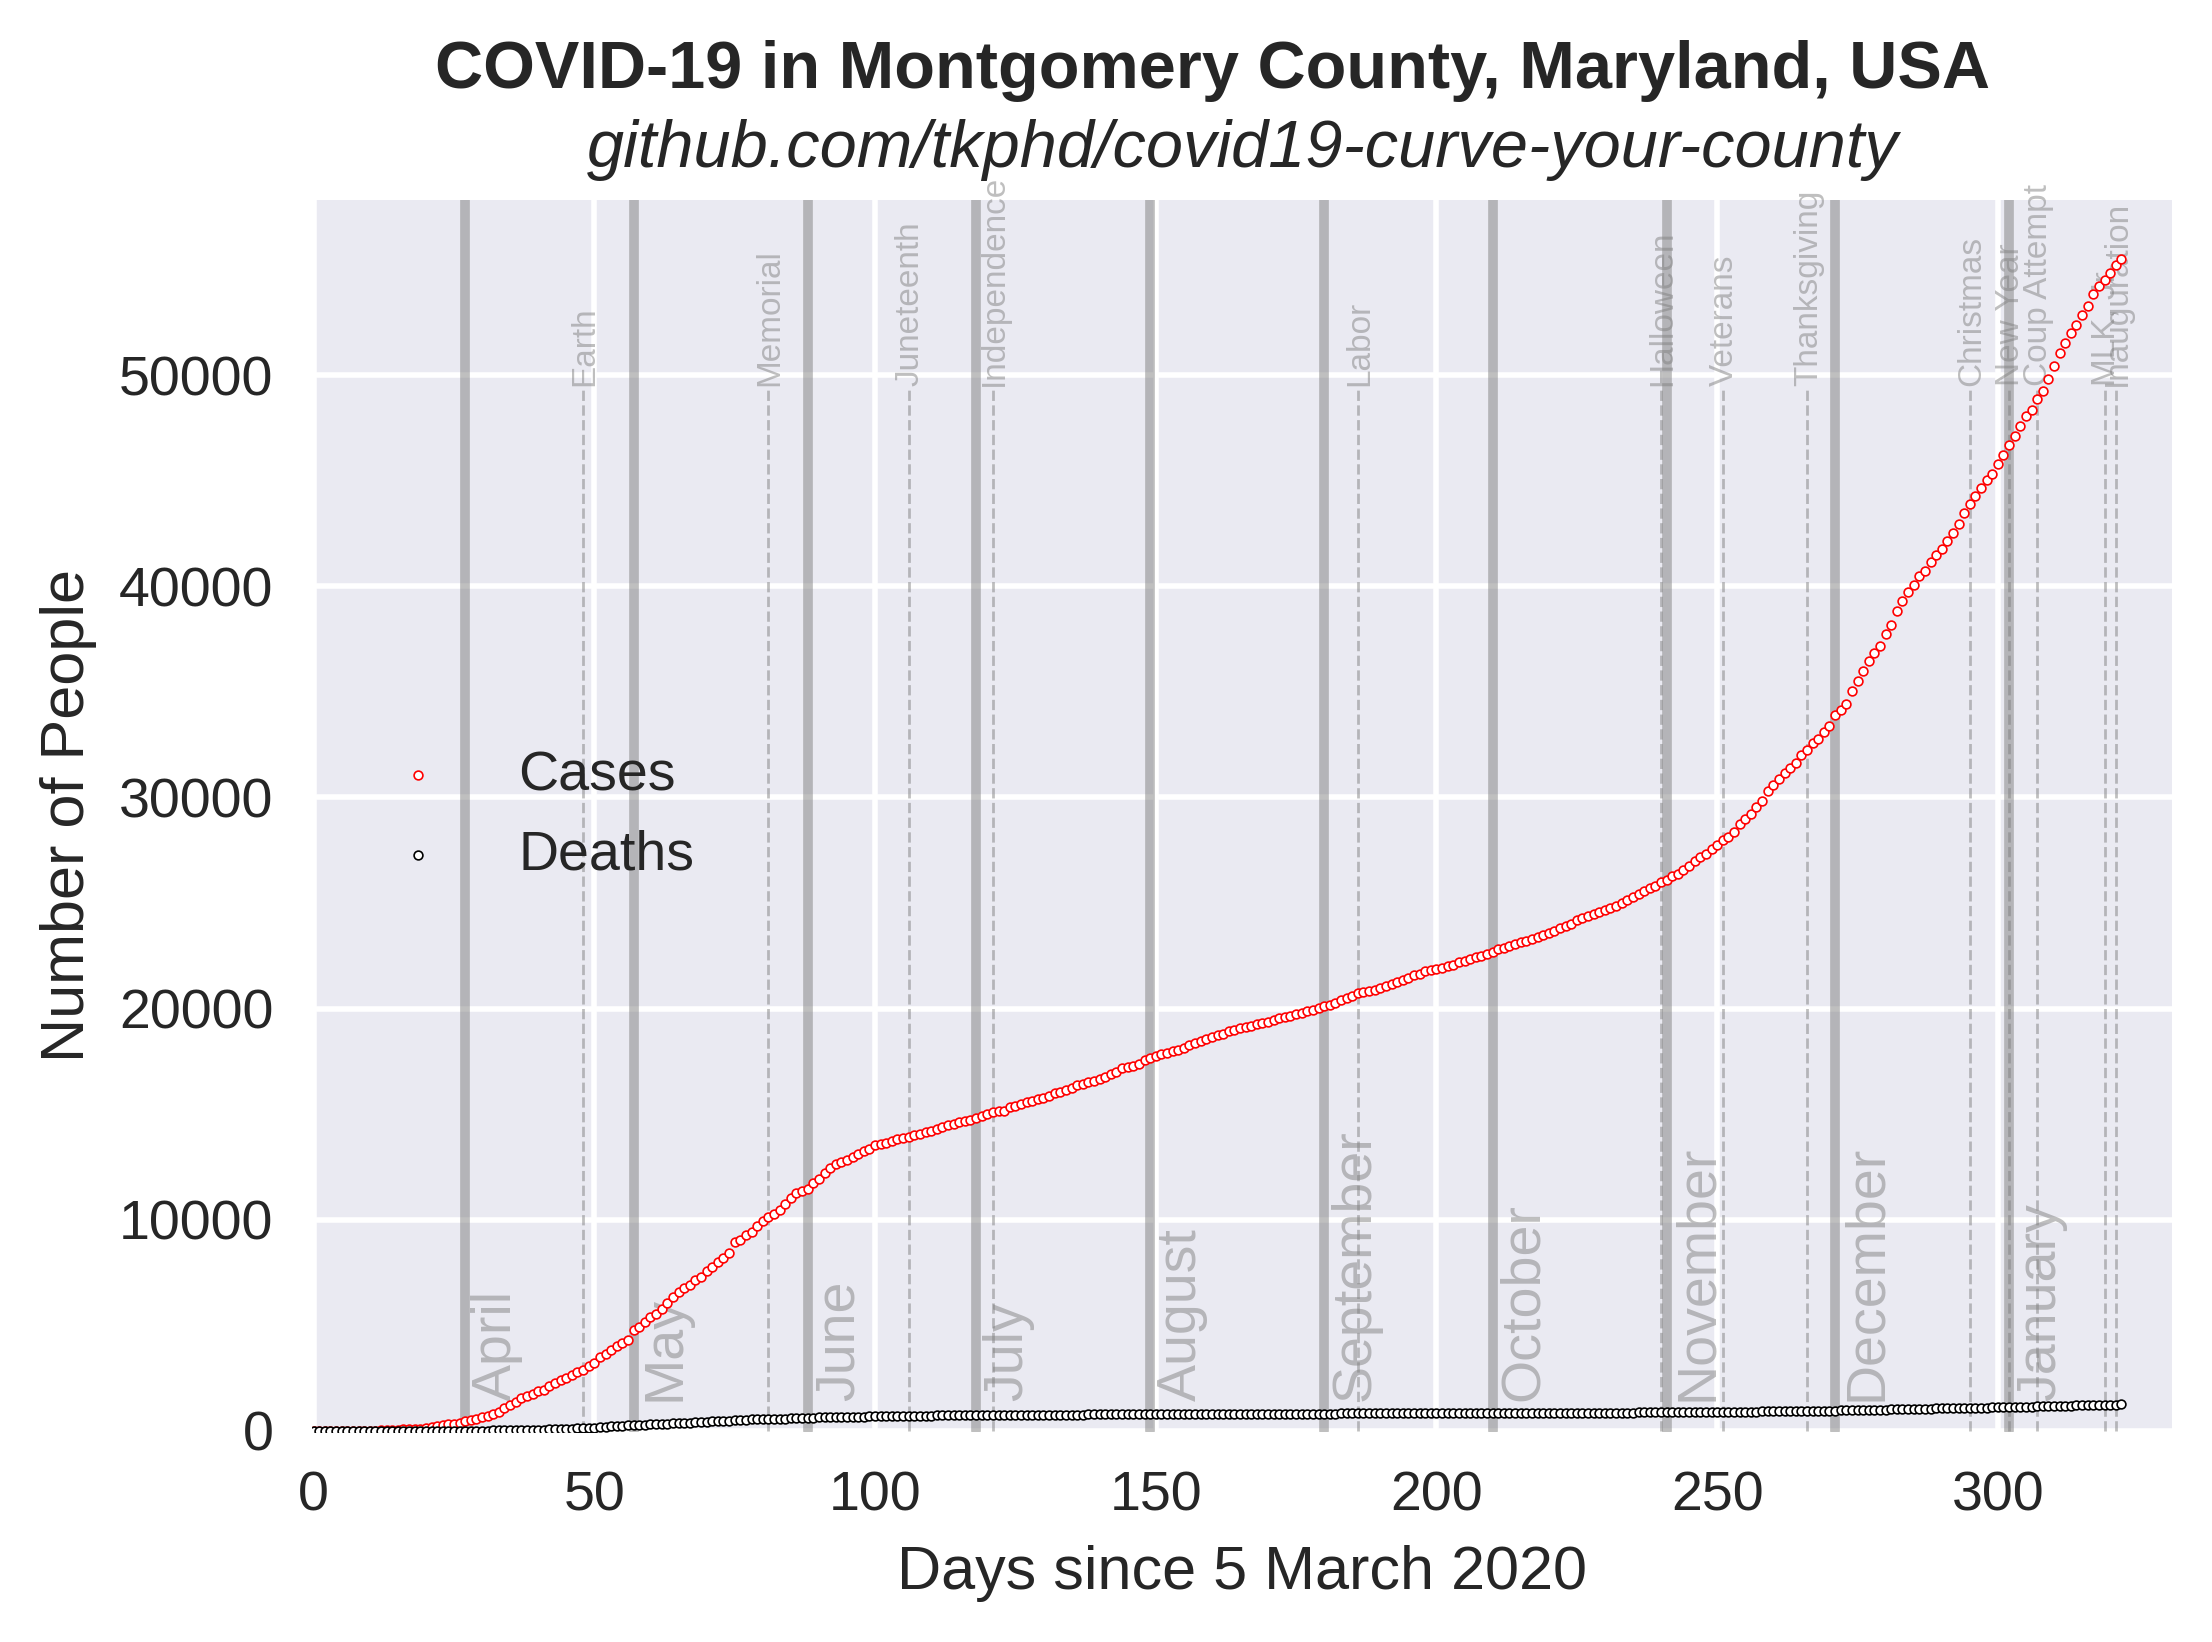 COVID-19 in Montgomery County, Maryland, USA
github.com/tkphd/covid19-curve-your-county
Number of People
50000
40000
30000
20000
10000
0
Earth
Memorial
Juneteenth
Independence
Labor
Halloween
Veterans
Thanksgiving
Christmas
New Year
Coup Attempt
Inauguration
Cases
Deaths
April
May
June
July
August
September
October
November
December
January
0
50
100
150
200
250
300
Days since 5 March 2020